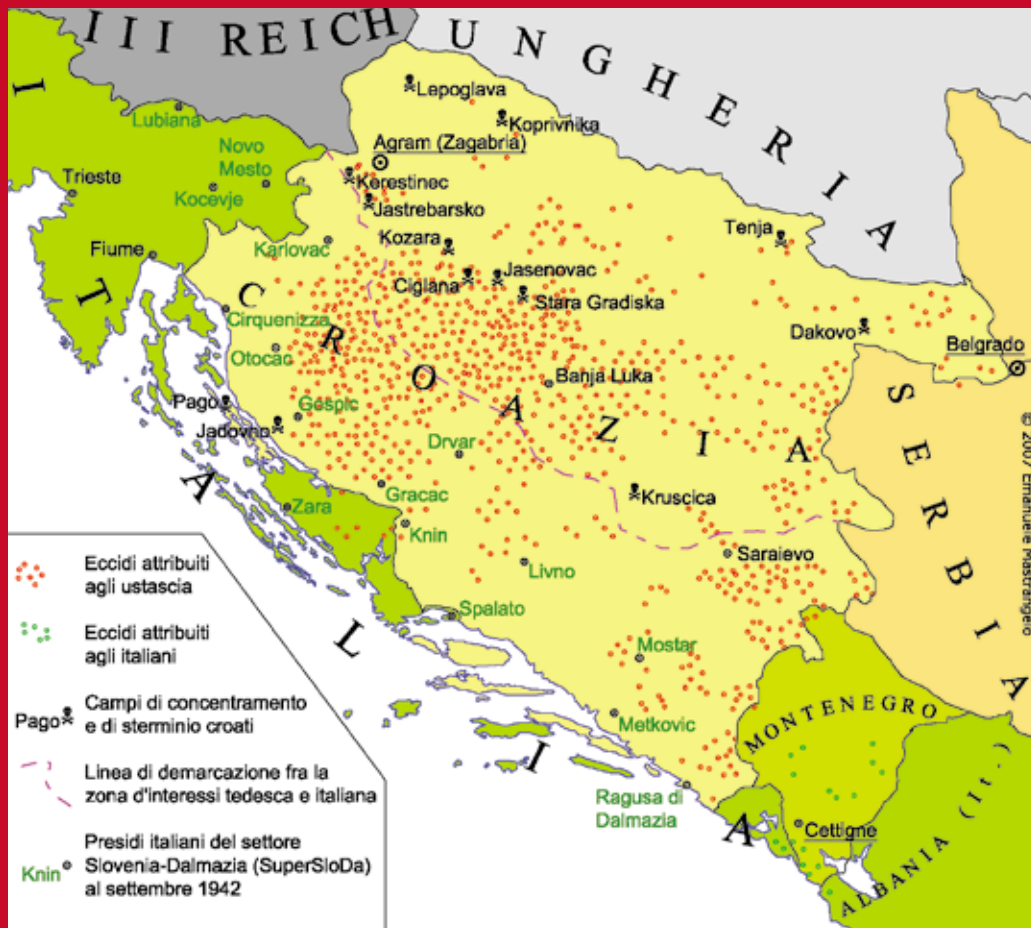 III REICH
UNGHERIA
ITALIA
CROAZIA
SERBIA
MONTENEGRO
ALBANIA (It.)
Lepoglava
Lubiana
Koprivnika
Agram (Zagabria)
Novo
Mesto
Trieste
Kocevje
Kerestinec
Jastrebarsko
Fiume
Karlovac
Kozara
Tenja
Ciglana
Jasenovac
Stara Gradiska
Cirquenizza
Dakovo
Otocac
Belgrado
Banja Luka
Pago
Gospic
Jadovno
Drvar
Gracac
Kruscica
Zara
Knin
Saraievo
Livno
Spalato
Mostar
Metkovic
Ragusa di
Dalmazia
Cettigne
© 2007 Emanuele Mastrangelo
Eccidi attribuiti
agli ustascia
Eccidi attribuiti
agli italiani
Pago
Campi di concentramento
e di sterminio croati
Linea di demarcazione fra la
zona d'interessi tedesca e italiana
Knin
Presidi italiani del settore
Slovenia-Dalmazia (SuperSloDa)
al settembre 1942